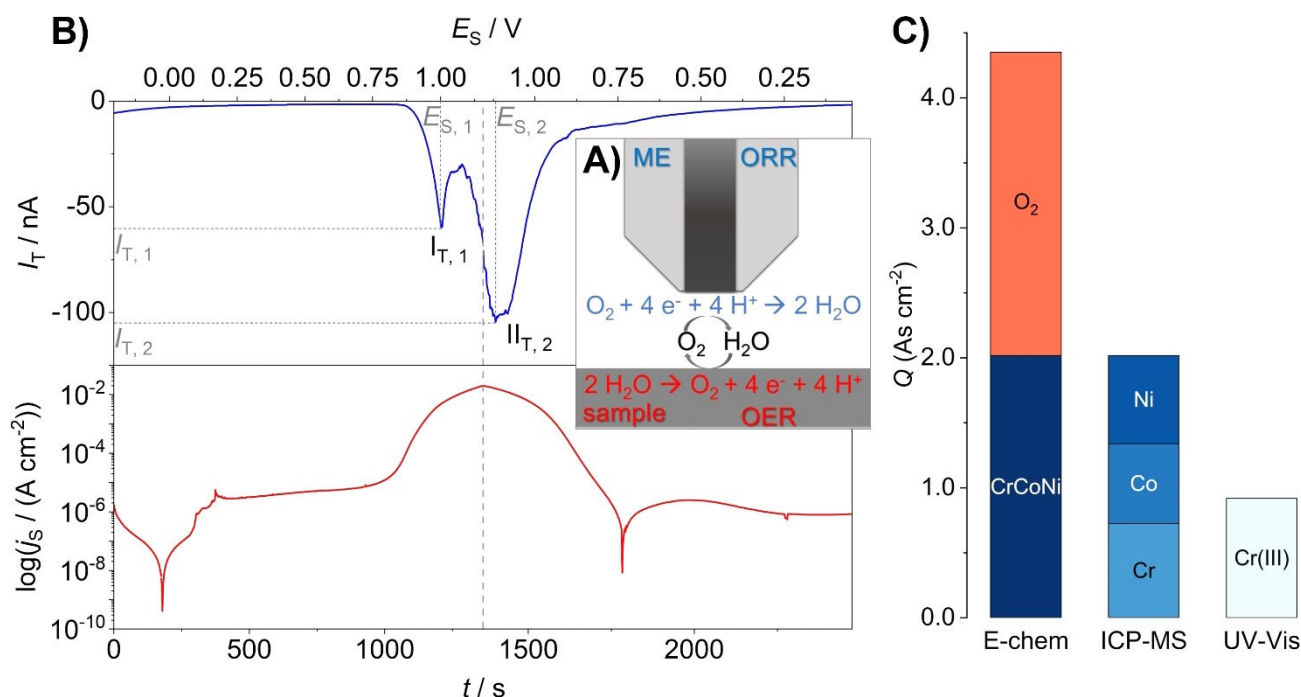 B)
E_S / V
0.00 0.25 0.50 0.75 1.00 1.00 0.75 0.50 0.25
0
-50
-100
I_T / nA
E_S, 1
E_S, 2
I_T, 1
I_T, 1
I_T, 2
II_T, 2
A)
ME
ORR
O₂ + 4 e⁻ + 4 H⁺ → 2 H₂O
O₂ H₂O
2 H₂O → O₂ + 4 e⁻ + 4 H⁺
sample OER
10⁻²
10⁻⁴
10⁻⁶
10⁻⁸
10⁻¹⁰
log(j_S / (A cm⁻²))
0 500 1000 1500 2000
t / s
C)
Q (As cm⁻²)
4.0
3.0
2.0
1.0
0.0
O₂
CrCoNi
Ni
Co
Cr
Cr(III)
E-chem ICP-MS UV-Vis